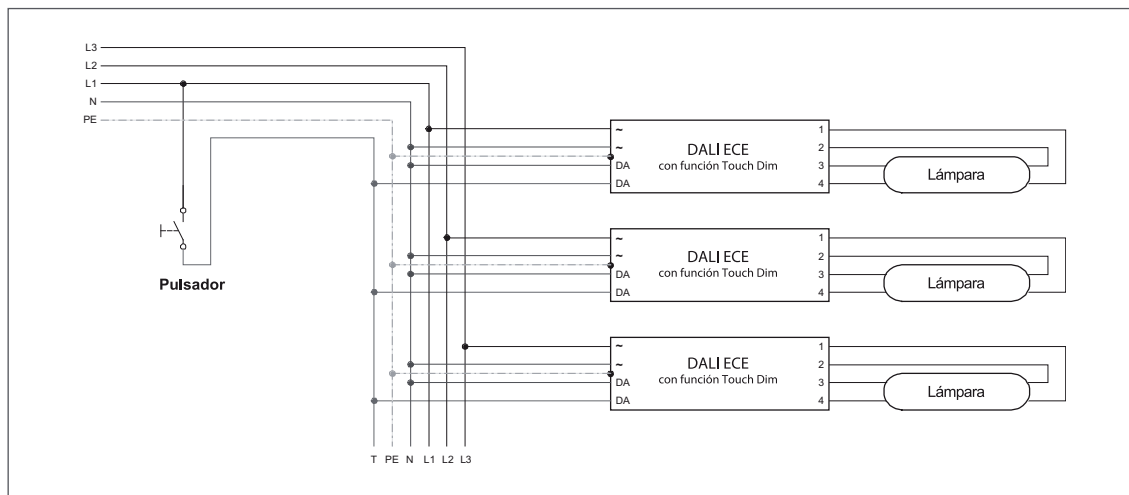 L3
L2
L1
N
PE
Pulsador
~
~
DA
DA
DALI ECE
con función Touch Dim
1
2
3
4
Lámpara
~
~
DA
DA
DALI ECE
con función Touch Dim
1
2
3
4
Lámpara
~
~
DA
DA
DALI ECE
con función Touch Dim
1
2
3
4
Lámpara
T PE N L1 L2 L3